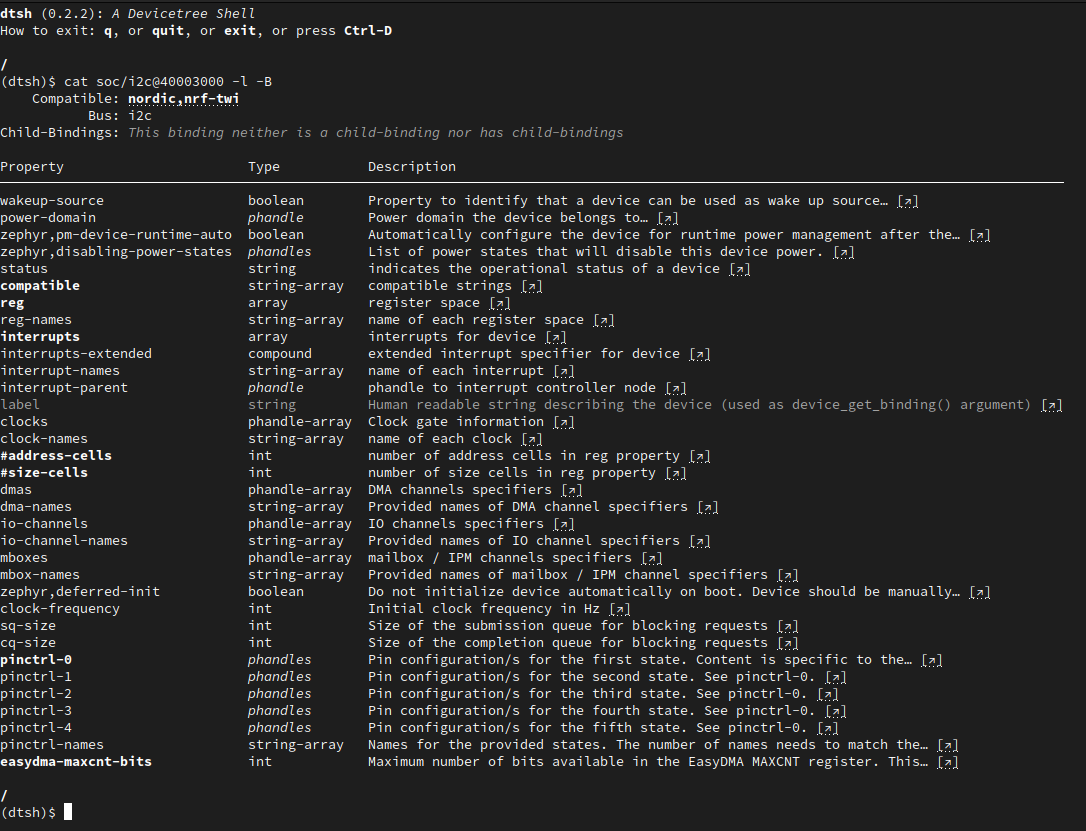 dtsh (0.2.2): A Devicetree Shell
How to exit: q, or quit, or exit, or press Ctrl-D
/
(dtsh)$ cat soc/i2c@40003000 -l -B
Compatible: nordic,nrf-twi
Bus: i2c
Child-Bindings: This binding neither is a child-binding nor has child-bindings
Property Type Description
wakeup-source boolean Property to identify that a device can be used as wake up source… [↗]
power-domain phandle Power domain the device belongs to… [↗]
zephyr,pm-device-runtime-auto boolean Automatically configure the device for runtime power management after the… [↗]
zephyr,disabling-power-states phandles List of power states that will disable this device power. [↗]
status string indicates the operational status of a device [↗]
compatible string-array compatible strings [↗]
reg array register space [↗]
reg-names string-array name of each register space [↗]
interrupts array interrupts for device [↗]
interrupts-extended compound extended interrupt specifier for device [↗]
interrupt-names string-array name of each interrupt [↗]
interrupt-parent phandle phandle to interrupt controller node [↗]
label string Human readable string describing the device (used as device_get_binding() argument) [↗]
clocks phandle-array Clock gate information [↗]
clock-names string-array name of each clock [↗]
#address-cells int number of address cells in reg property [↗]
#size-cells int number of size cells in reg property [↗]
dmas phandle-array DMA channels specifiers [↗]
dma-names string-array Provided names of DMA channel specifiers [↗]
io-channels phandle-array IO channels specifiers [↗]
io-channel-names string-array Provided names of IO channel specifiers [↗]
mboxes phandle-array mailbox / IPM channels specifiers [↗]
mbox-names string-array Provided names of mailbox / IPM channel specifiers [↗]
zephyr,deferred-init boolean Do not initialize device automatically on boot. Device should be manually… [↗]
clock-frequency int Initial clock frequency in Hz [↗]
sq-size int Size of the submission queue for blocking requests [↗]
cq-size int Size of the completion queue for blocking requests [↗]
pinctrl-0 phandles Pin configuration/s for the first state. Content is specific to the… [↗]
pinctrl-1 phandles Pin configuration/s for the second state. See pinctrl-0. [↗]
pinctrl-2 phandles Pin configuration/s for the third state. See pinctrl-0. [↗]
pinctrl-3 phandles Pin configuration/s for the fourth state. See pinctrl-0. [↗]
pinctrl-4 phandles Pin configuration/s for the fifth state. See pinctrl-0. [↗]
pinctrl-names string-array Names for the provided states. The number of names needs to match the… [↗]
easydma-maxcnt-bits int Maximum number of bits available in the EasyDMA MAXCNT register. This… [↗]
/
(dtsh)$